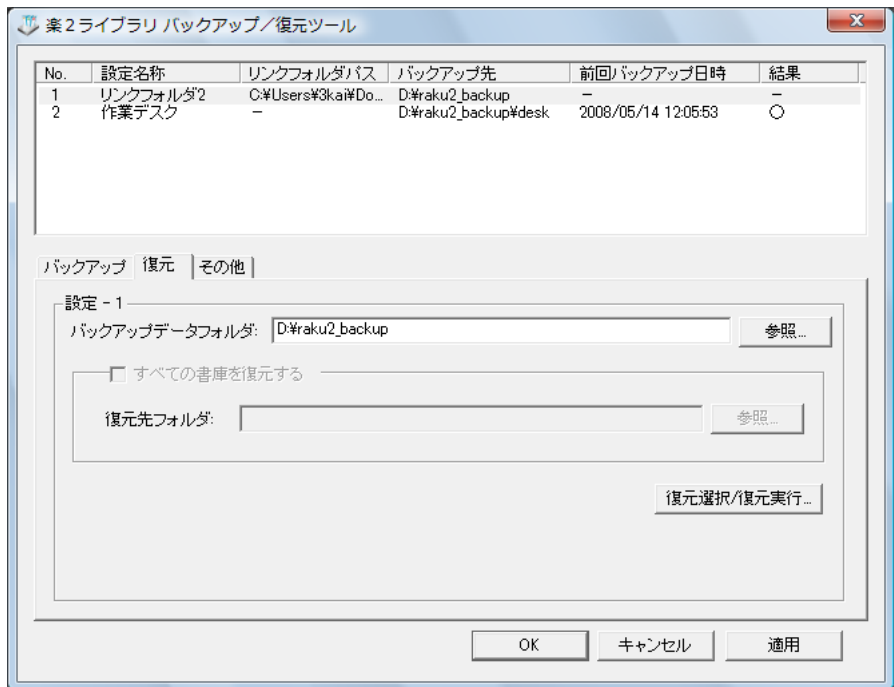 楽2ライブラリ バックアップ/復元ツール
No. 設定名称 リンクフォルダパス バックアップ先 前回バックアップ日時 結果
1 リンクフォルダ2 C:¥Users¥3kai¥Do... D:¥raku2_backup − −
2 作業デスク − D:¥raku2_backup¥desk 2008/05/14 12:05:53 ○
バックアップ 復元 その他
設定 - 1
バックアップデータフォルダ: D:¥raku2_backup 参照...
すべての書庫を復元する
復元先フォルダ: 参照...
復元選択/復元実行...
OK キャンセル 適用